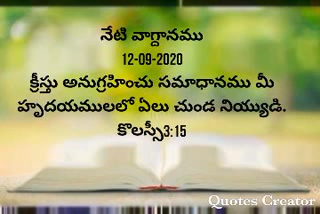 నేటి వాగ్దానము
12-09-2020
క్రీస్తు అనుగ్రహించు సమాధానము మీ
హృదయములలో ఏలు చుండ నియ్యుడి.
కొలస్సీ3:15
Quotes Creator